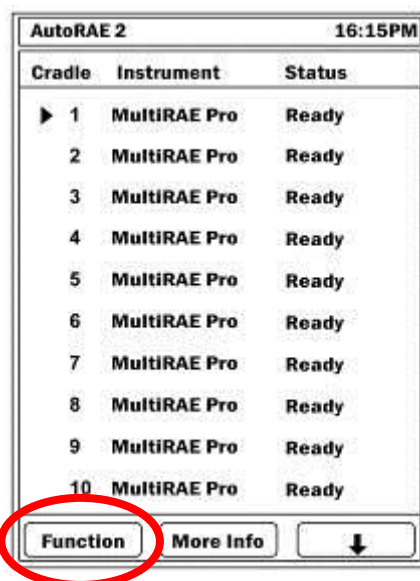 AutoRAE 2 16:15PM
Cradle Instrument Status
1 MultiRAE Pro Ready
2 MultiRAE Pro Ready
3 MultiRAE Pro Ready
4 MultiRAE Pro Ready
5 MultiRAE Pro Ready
6 MultiRAE Pro Ready
7 MultiRAE Pro Ready
8 MultiRAE Pro Ready
9 MultiRAE Pro Ready
10 MultiRAE Pro Ready
Function More Info